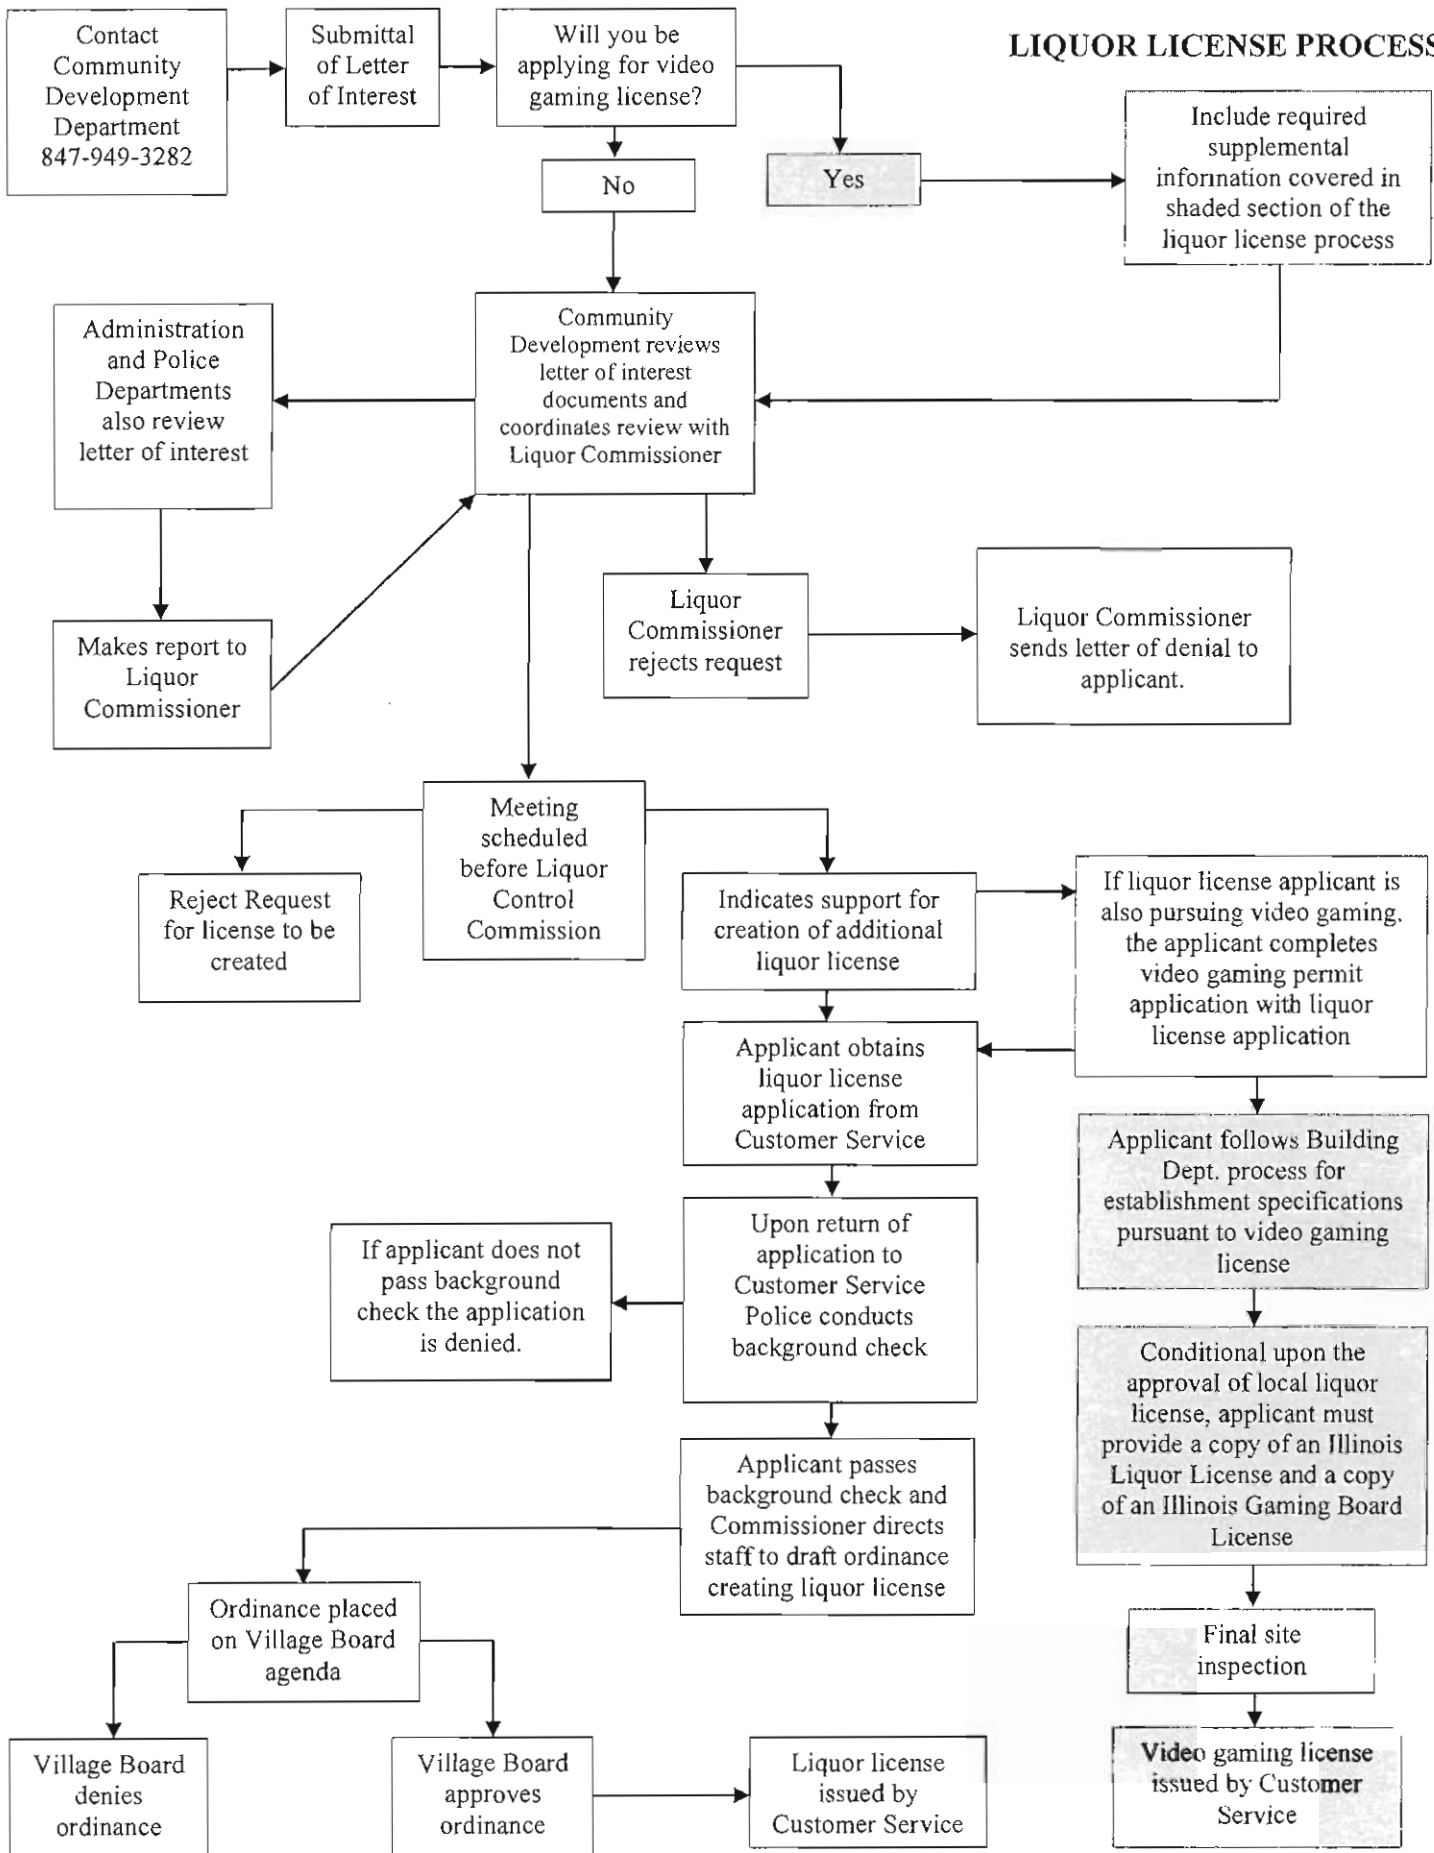 LIQUOR LICENSE PROCESS
Contact
Community
Development
Department
847-949-3282
Submittal
of Letter
of Interest
Will you be
applying for video
gaming license?
No
Yes
Include required
supplemental
information covered in
shaded section of the
liquor license process
Administration
and Police
Departments
also review
letter of interest
Community
Development reviews
letter of interest
documents and
coordinates review with
Liquor Commissioner
Makes report to
Liquor
Commissioner
Liquor
Commissioner
rejects request
Liquor Commissioner
sends letter of denial to
applicant.
Meeting
scheduled
before Liquor
Control
Commission
Reject Request
for license to be
created
Indicates support for
creation of additional
liquor license
If liquor license applicant is
also pursuing video gaming,
the applicant completes
video gaming permit
application with liquor
license application
Applicant obtains
liquor license
application from
Customer Service
Applicant follows Building
Dept. process for
establishment specifications
pursuant to video gaming
license
If applicant does not
pass background
check the application
is denied.
Upon return of
application to
Customer Service
Police conducts
background check
Conditional upon the
approval of local liquor
license, applicant must
provide a copy of an Illinois
Liquor License and a copy
of an Illinois Gaming Board
License
Applicant passes
background check and
Commissioner directs
staff to draft ordinance
creating liquor license
Ordinance placed
on Village Board
agenda
Final site
inspection
Village Board
denies
ordinance
Village Board
approves
ordinance
Liquor license
issued by
Customer Service
Video gaming license
issued by Customer
Service